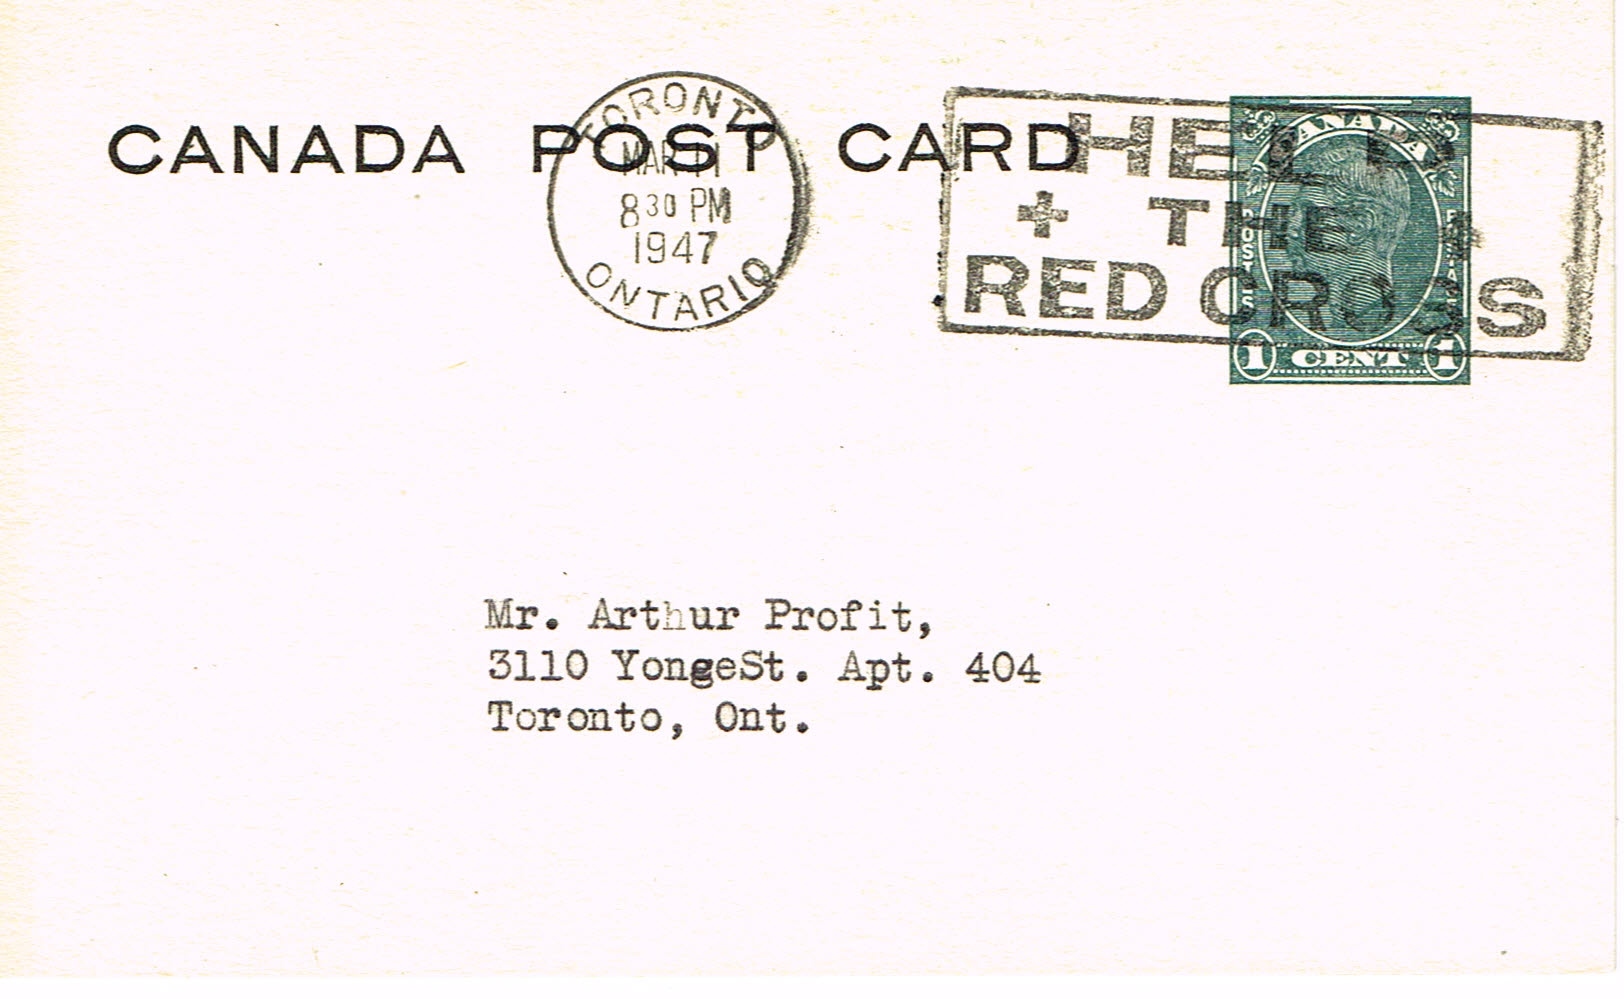 CANADA POST CARD
TORONTO
MAR 11
8 30 PM
1947
ONTARIO
HELP
+ THE +
RED CROSS
CANADA
POSTES POSTAGE
1 CENT 1
Mr. Arthur Profit,
3110 YongeSt. Apt. 404
Toronto, Ont.